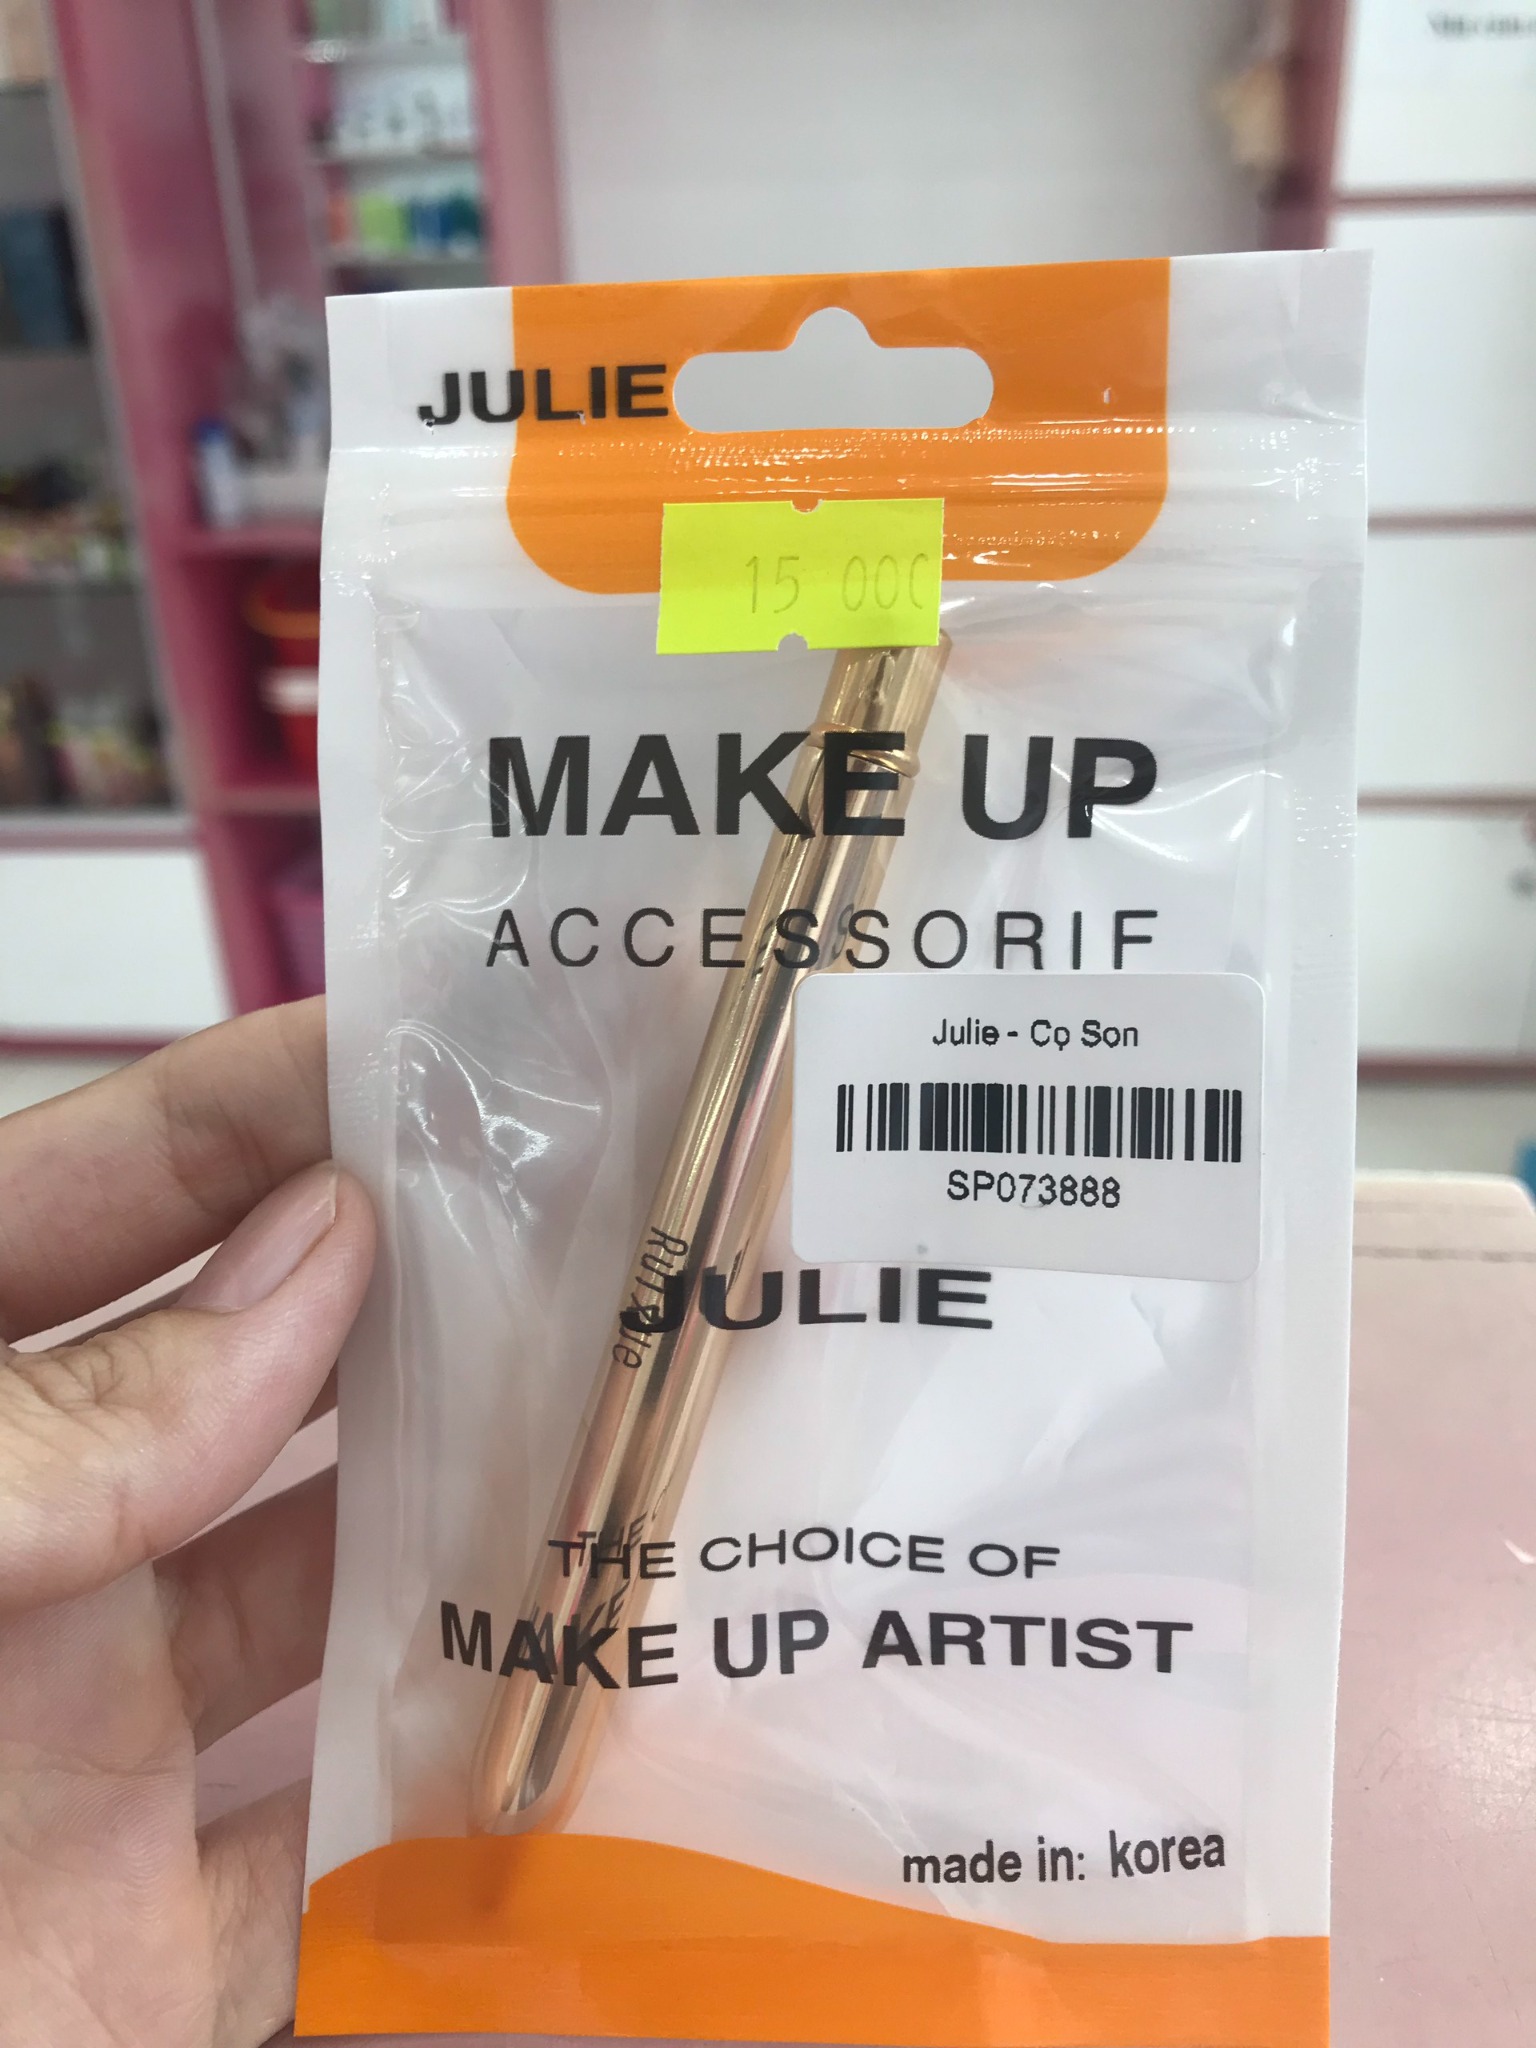 JULIE
15 000
MAKE UP
ACCESSORIF
Julie - Cọ Son
SP073888
JULIE
THE CHOICE OF
MAKE UP ARTIST
made in: korea